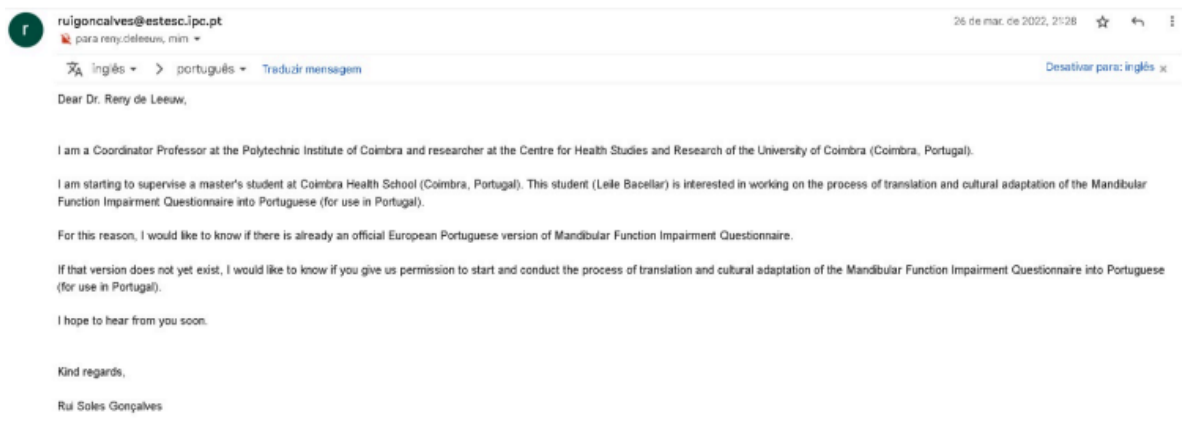 r
ruigoncalves@estesc.ipc.pt
26 de mar. de 2022, 21:28
para reny.deleeuw, mim
inglês > português Traduzir mensagem
Desativar para: inglês x
Dear Dr. Reny de Leeuw,
I am a Coordinator Professor at the Polytechnic Institute of Coimbra and researcher at the Centre for Health Studies and Research of the University of Coimbra (Coimbra, Portugal).
I am starting to supervise a master's student at Coimbra Health School (Coimbra, Portugal). This student (Leile Bacellar) is interested in working on the process of translation and cultural adaptation of the Mandibular
Function Impairment Questionnaire into Portuguese (for use in Portugal).
For this reason, I would like to know if there is already an official European Portuguese version of Mandibular Function Impairment Questionnaire.
If that version does not yet exist, I would like to know if you give us permission to start and conduct the process of translation and cultural adaptation of the Mandibular Function Impairment Questionnaire into Portuguese
(for use in Portugal).
I hope to hear from you soon.
Kind regards,
Rui Soles Gonçalves